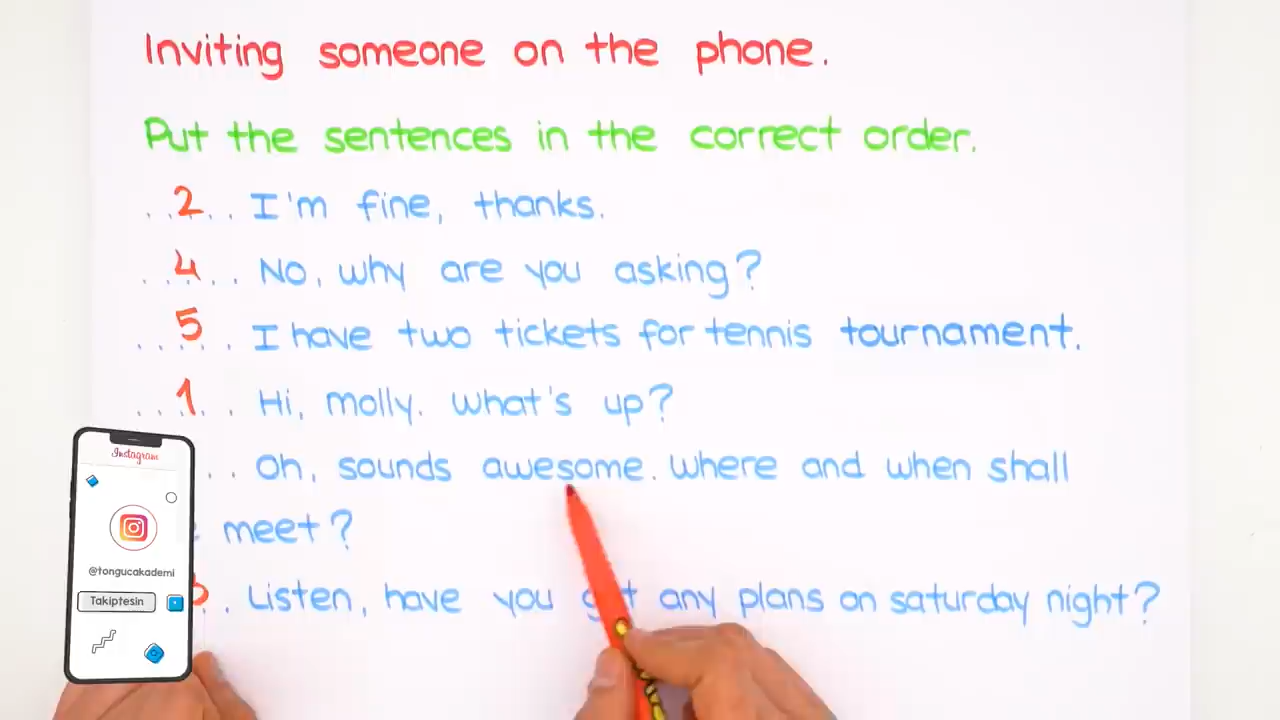 Inviting someone on the phone.
Put the sentences in the correct order.
..2.. I'm fine, thanks.
..4.. No, why are you asking?
..5.. I have two tickets for tennis tournament.
..1.. Hi, molly. what's up?
.. Oh, sounds awesome. where and when shall
meet?
. Listen, have you got any plans on saturday night?
Instagram
@tongucakademi
Takiptesin